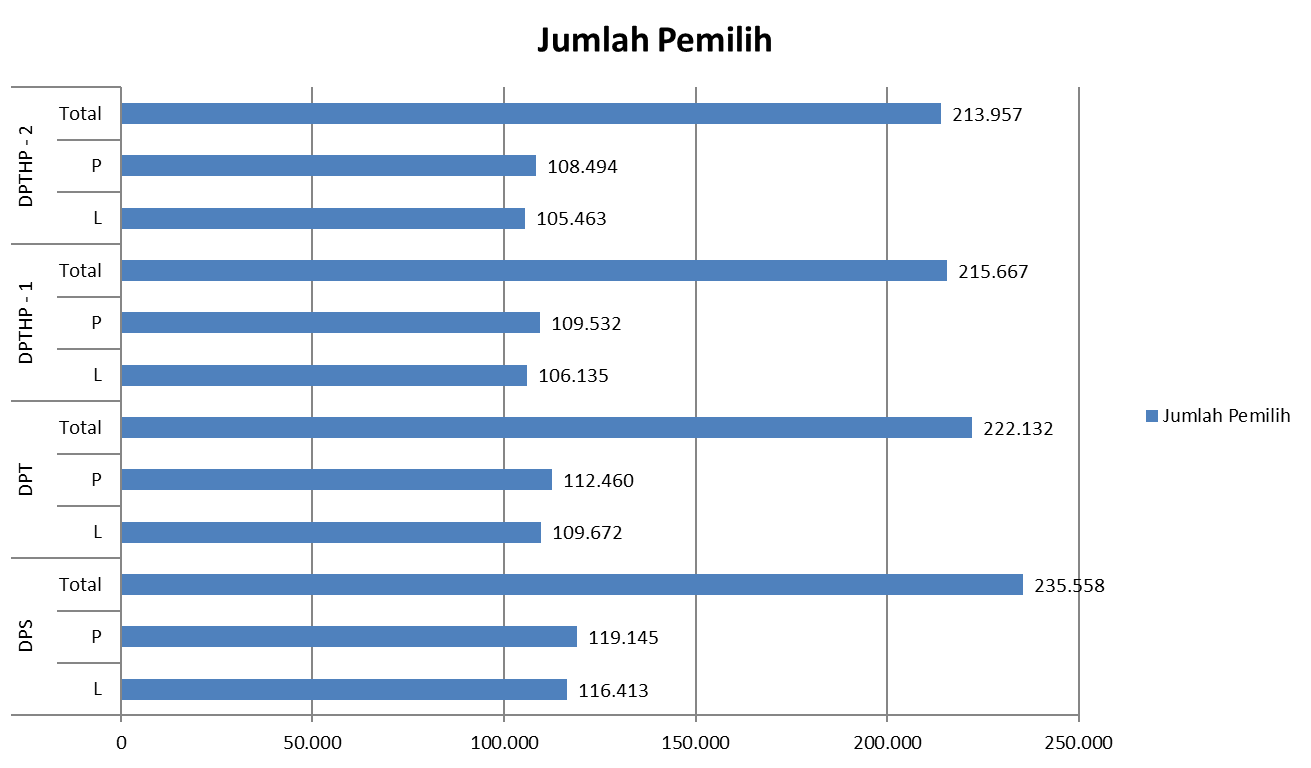 Jumlah Pemilih
DPTHP - 2
Total 213.957
P 108.494
L 105.463
DPTHP - 1
Total 215.667
P 109.532
L 106.135
DPT
Total 222.132
P 112.460
L 109.672
DPS
Total 235.558
P 119.145
L 116.413
0 50.000 100.000 150.000 200.000 250.000
Jumlah Pemilih